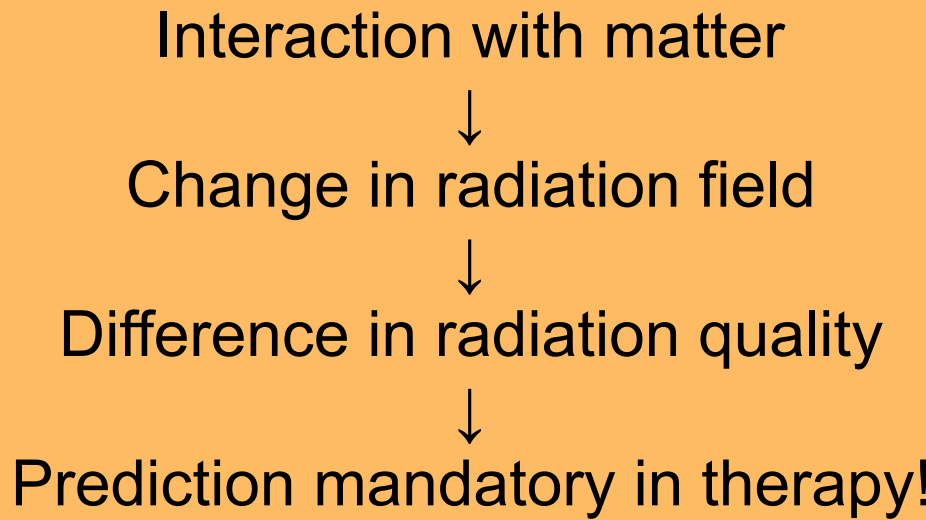 Interaction with matter
↓
Change in radiation field
↓
Difference in radiation quality
↓
Prediction mandatory in therapy!